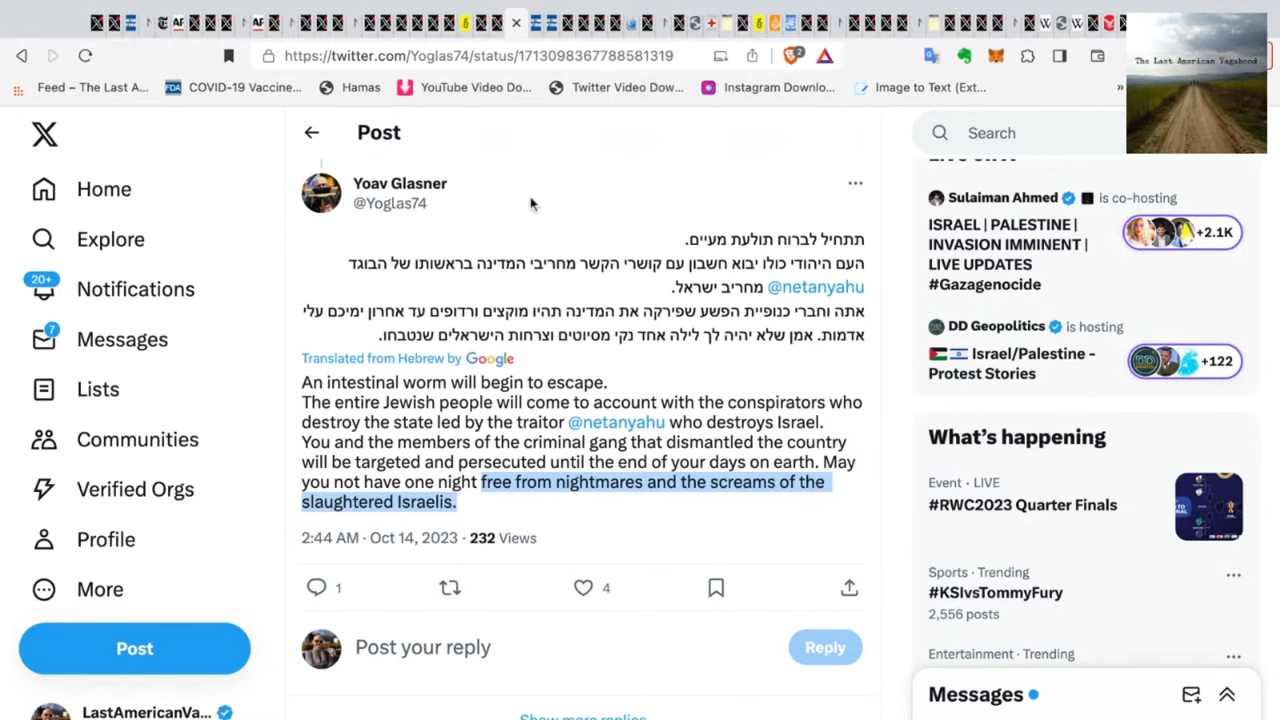 https://twitter.com/Yoglas74/status/1713098367788581319
2
The Last American Vagabond
Feed – The Last A...
FDA
COVID-19 Vaccine...
Hamas
YouTube Video Do...
Twitter Video Dow...
Instagram Downlo...
Image to Text (Ext...
»
Post
Search
Home
Explore
20+
Notifications
7
Messages
Lists
Communities
Verified Orgs
Profile
More
Post
LastAmericanVa...
Yoav Glasner
@Yoglas74
תתחיל לברוח תולעת מעיים.
העם היהודי כולו יבוא חשבון עם קושרי הקשר מחריבי המדינה בראשותו של הבוגד
@netanyahu מחריב ישראל.
אתה וחברי כנופיית הפשע שפירקה את המדינה תהיו מוקצים ורדופים עד אחרון ימיכם עלי
אדמות. אמן שלא יהיה לך לילה אחד נקי מסיוטים וצרחות הישראלים שנטבחו.
Translated from Hebrew by Google
An intestinal worm will begin to escape.
The entire Jewish people will come to account with the conspirators who
destroy the state led by the traitor @netanyahu who destroys Israel.
You and the members of the criminal gang that dismantled the country
will be targeted and persecuted until the end of your days on earth. May
you not have one night free from nightmares and the screams of the
slaughtered Israelis.
2:44 AM · Oct 14, 2023 · 232 Views
1
4
Post your reply
Reply
Show more replies
Sulaiman Ahmed is co-hosting
ISRAEL | PALESTINE |
INVASION IMMINENT |
LIVE UPDATES
#Gazagenocide
+2.1K
DD Geopolitics is hosting
Israel/Palestine -
Protest Stories
+122
What's happening
Event · LIVE
#RWC2023 Quarter Finals
Sports · Trending
#KSIvsTommyFury
2,556 posts
Entertainment · Trending
Messages